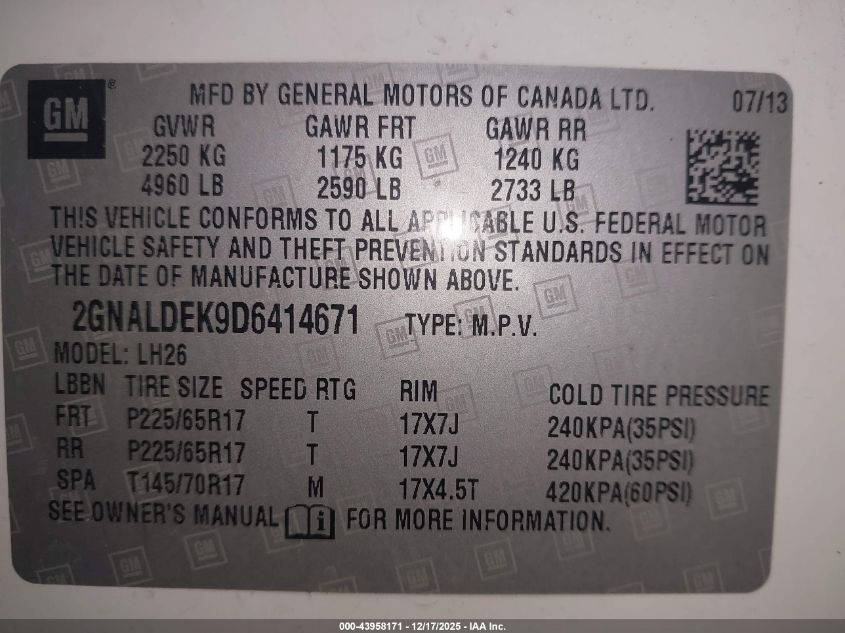 GM ® MFD BY GENERAL MOTORS OF CANADA LTD. 07/13
GVWR GAWR FRT GAWR RR
2250 KG 1175 KG 1240 KG
4960 LB 2590 LB 2733 LB
THIS VEHICLE CONFORMS TO ALL APPLICABLE U.S. FEDERAL MOTOR
VEHICLE SAFETY AND THEFT PREVENTION STANDARDS IN EFFECT ON
THE DATE OF MANUFACTURE SHOWN ABOVE.
2GNALDEK9D6414671 TYPE: M.P.V.
MODEL: LH26
LBBN TIRE SIZE SPEED RTG RIM COLD TIRE PRESSURE
FRT P225/65R17 T 17X7J 240KPA(35PSI)
RR P225/65R17 T 17X7J 240KPA(35PSI)
SPA T145/70R17 M 17X4.5T 420KPA(60PSI)
SEE OWNER'S MANUAL i FOR MORE INFORMATION.
000-43958171 - 12/17/2025 - IAA Inc.